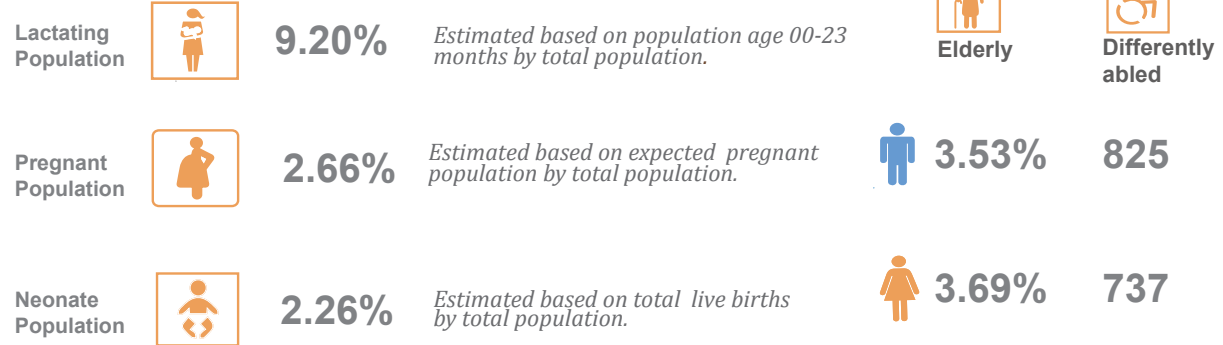 Lactating
Population
9.20%
Estimated based on population age 00-23
months by total population.
Pregnant
Population
2.66%
Estimated based on expected pregnant
population by total population.
Neonate
Population
2.26%
Estimated based on total live births
by total population.
Elderly
Differently
abled
3.53%
825
3.69%
737